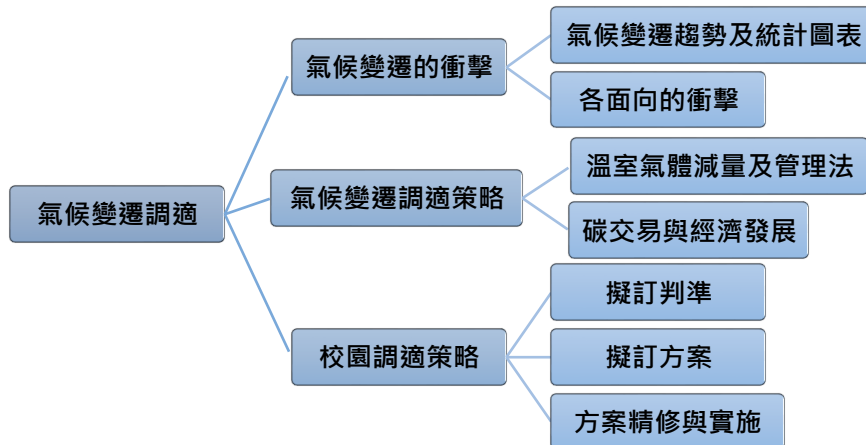 氣候變遷調適
氣候變遷的衝擊
氣候變遷趨勢及統計圖表
各面向的衝擊
氣候變遷調適策略
溫室氣體減量及管理法
碳交易與經濟發展
校園調適策略
擬訂判準
擬訂方案
方案精修與實施